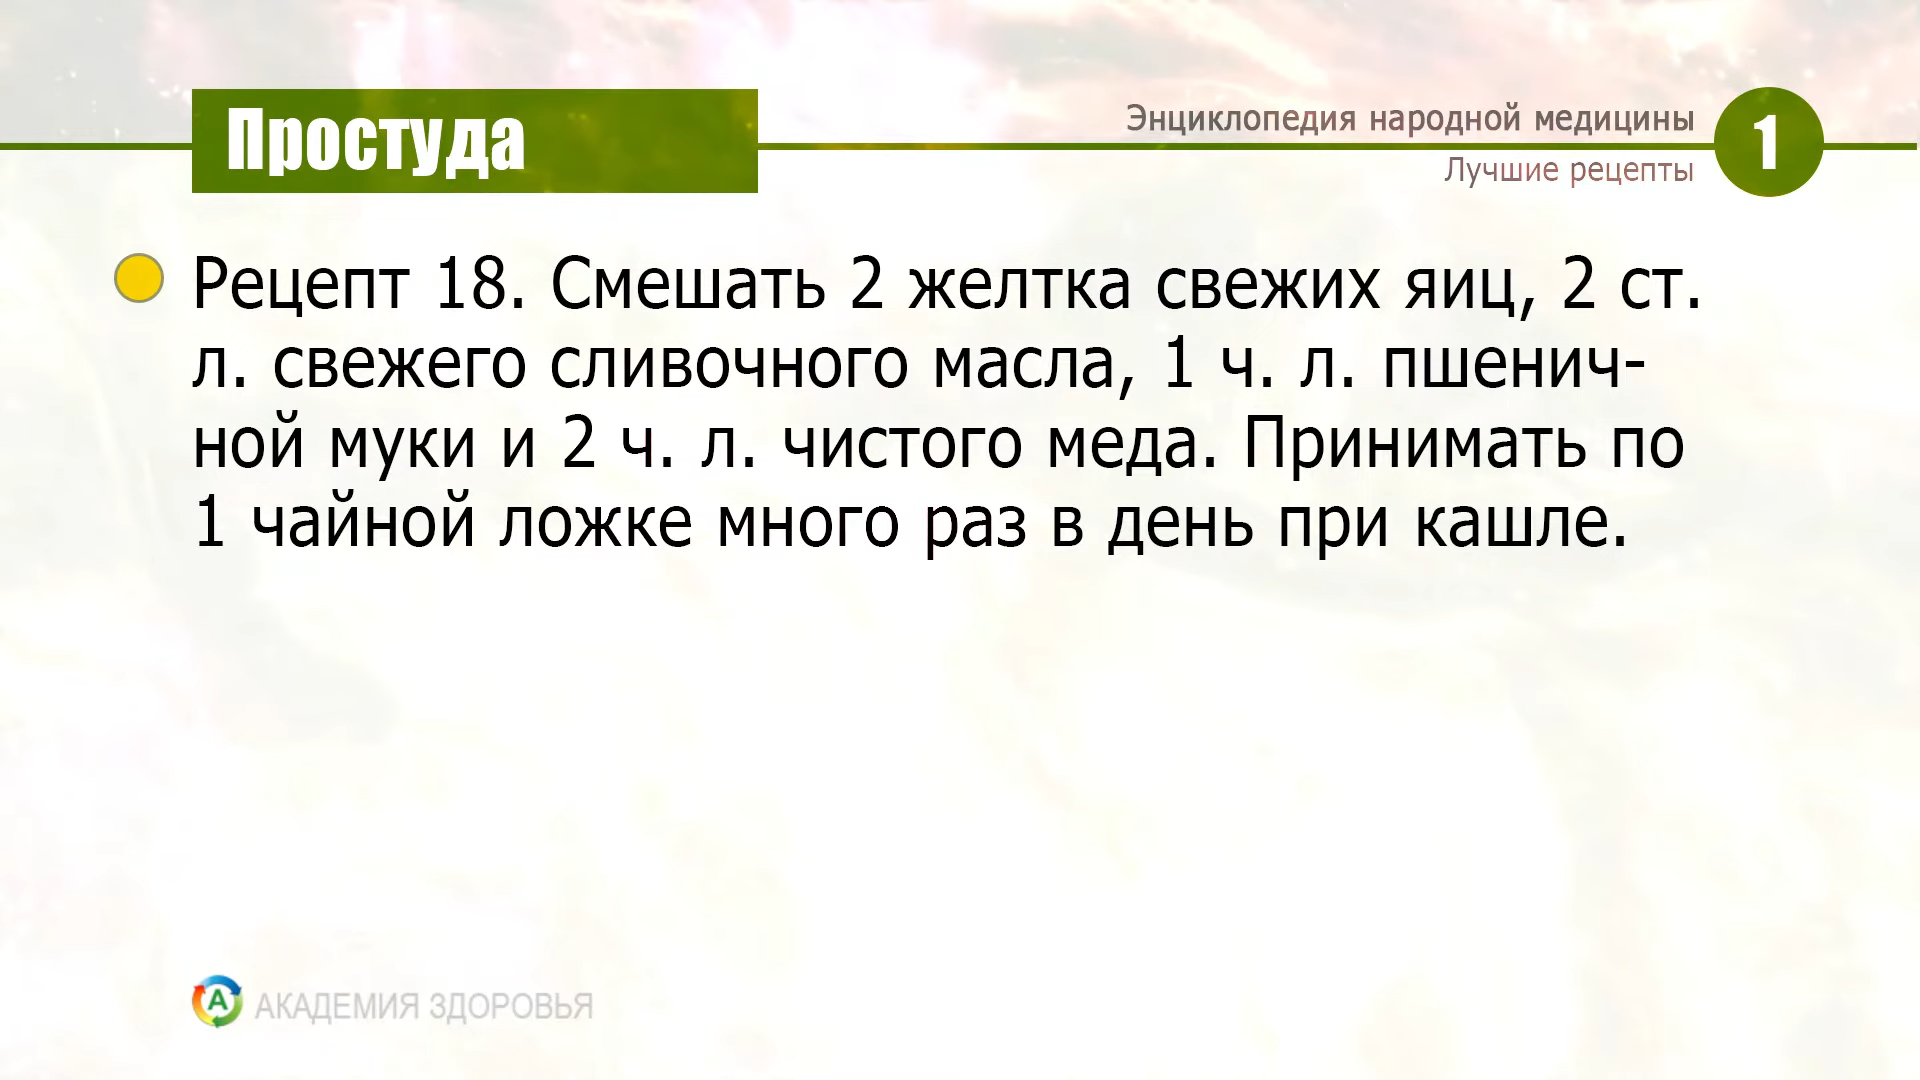 Простуда
Энциклопедия народной медицины
Лучшие рецепты
1
Рецепт 18. Смешать 2 желтка свежих яиц, 2 ст.
л. свежего сливочного масла, 1 ч. л. пшенич-
ной муки и 2 ч. л. чистого меда. Принимать по
1 чайной ложке много раз в день при кашле.
А АКАДЕМИЯ ЗДОРОВЬЯ